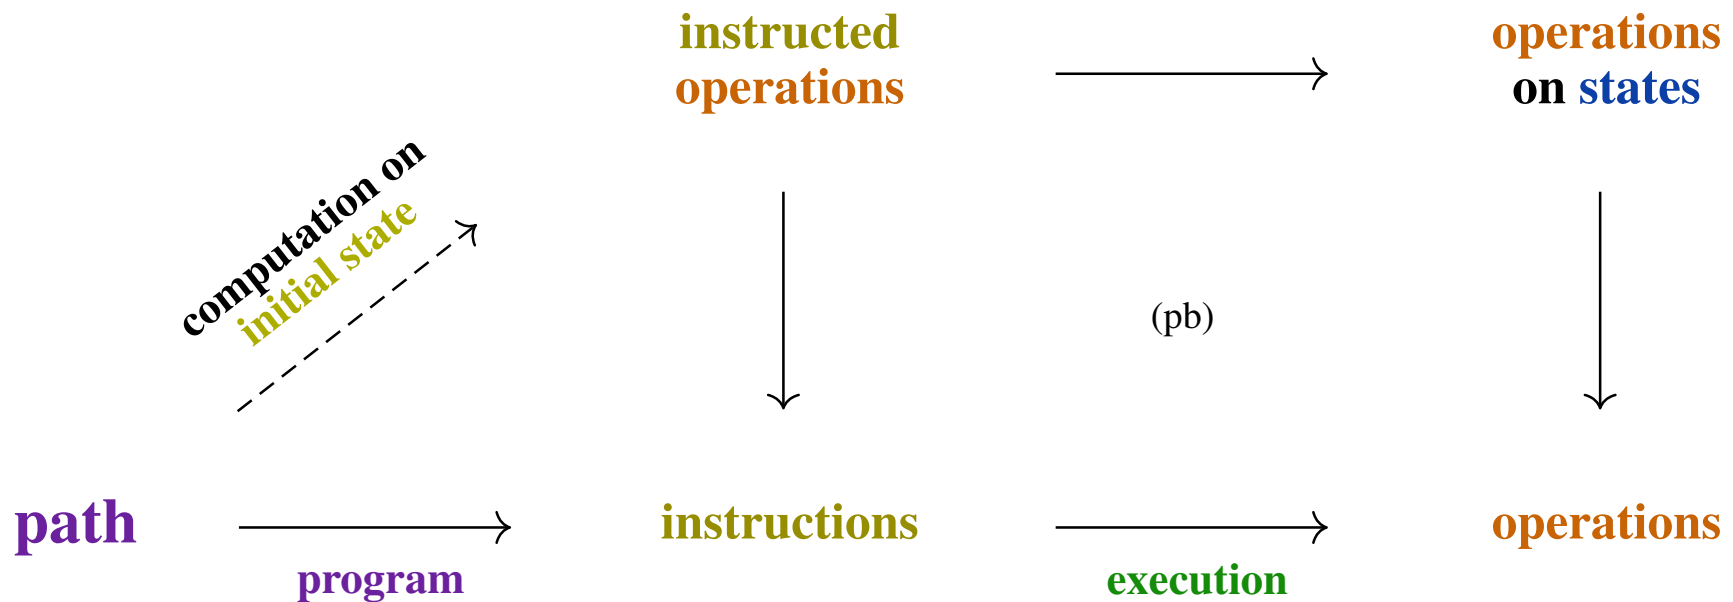 instructed
operations
operations
on states
computation on
initial state
(pb)
path
instructions
operations
program
execution